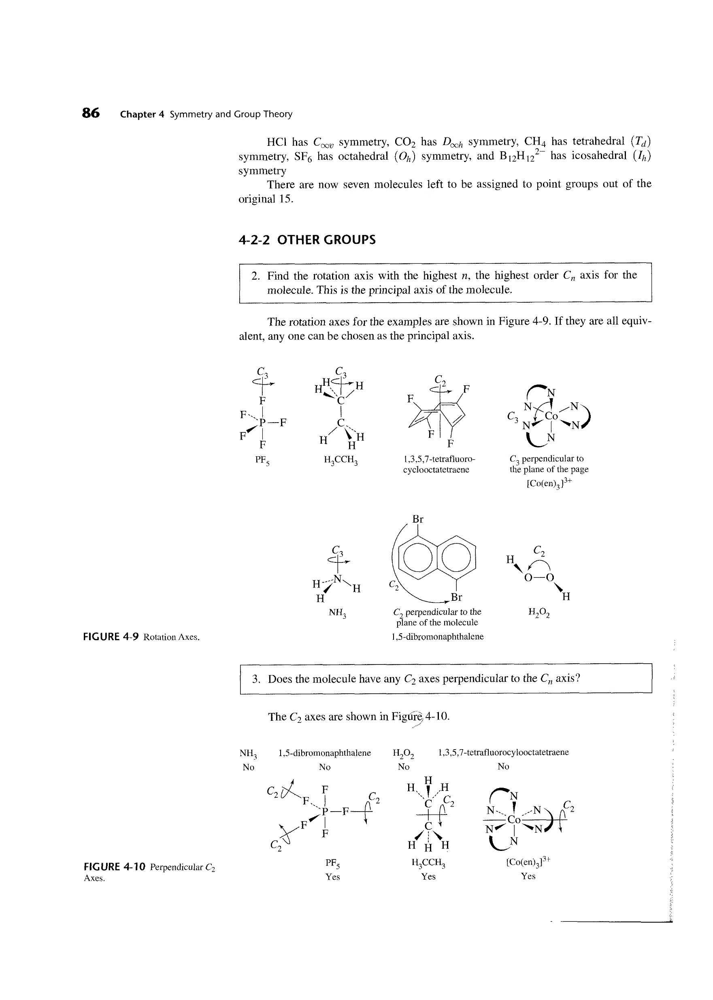 86 Chapter 4 Symmetry and Group Theory
HCl has C∞v symmetry, CO2 has D∞h symmetry, CH4 has tetrahedral (Td)
symmetry, SF6 has octahedral (Oh) symmetry, and B12H12^2− has icosahedral (Ih)
symmetry
There are now seven molecules left to be assigned to point groups out of the
original 15.
4-2-2 OTHER GROUPS
2. Find the rotation axis with the highest n, the highest order Cn axis for the
molecule. This is the principal axis of the molecule.
The rotation axes for the examples are shown in Figure 4-9. If they are all equiv-
alent, any one can be chosen as the principal axis.
C3
F
F P—F
F
F
PF5
C3
H H H
C
C
H H H
H3CCH3
C2
F F
F
F
1,3,5,7-tetrafluoro-
cyclooctatetraene
N
N N
C3 Co
N N
N
C3 perpendicular to
the plane of the page
[Co(en)3]3+
C3
N
H H
H
NH3
Br
C2
Br
C2 perpendicular to the
plane of the molecule
1,5-dibromonaphthalene
C2
H
O—O
H
H2O2
FIGURE 4-9 Rotation Axes.
3. Does the molecule have any C2 axes perpendicular to the Cn axis?
The C2 axes are shown in Figure 4-10.
NH3 1,5-dibromonaphthalene H2O2 1,3,5,7-tetrafluorocylooctatetraene
No No No No
C2 F
F C2
P—F
F
F
C2
PF5
Yes
H
H H
C C2
C
H H H
H3CCH3
Yes
N
N N C2
Co
N N
N
[Co(en)3]3+
Yes
FIGURE 4-10 Perpendicular C2
Axes.